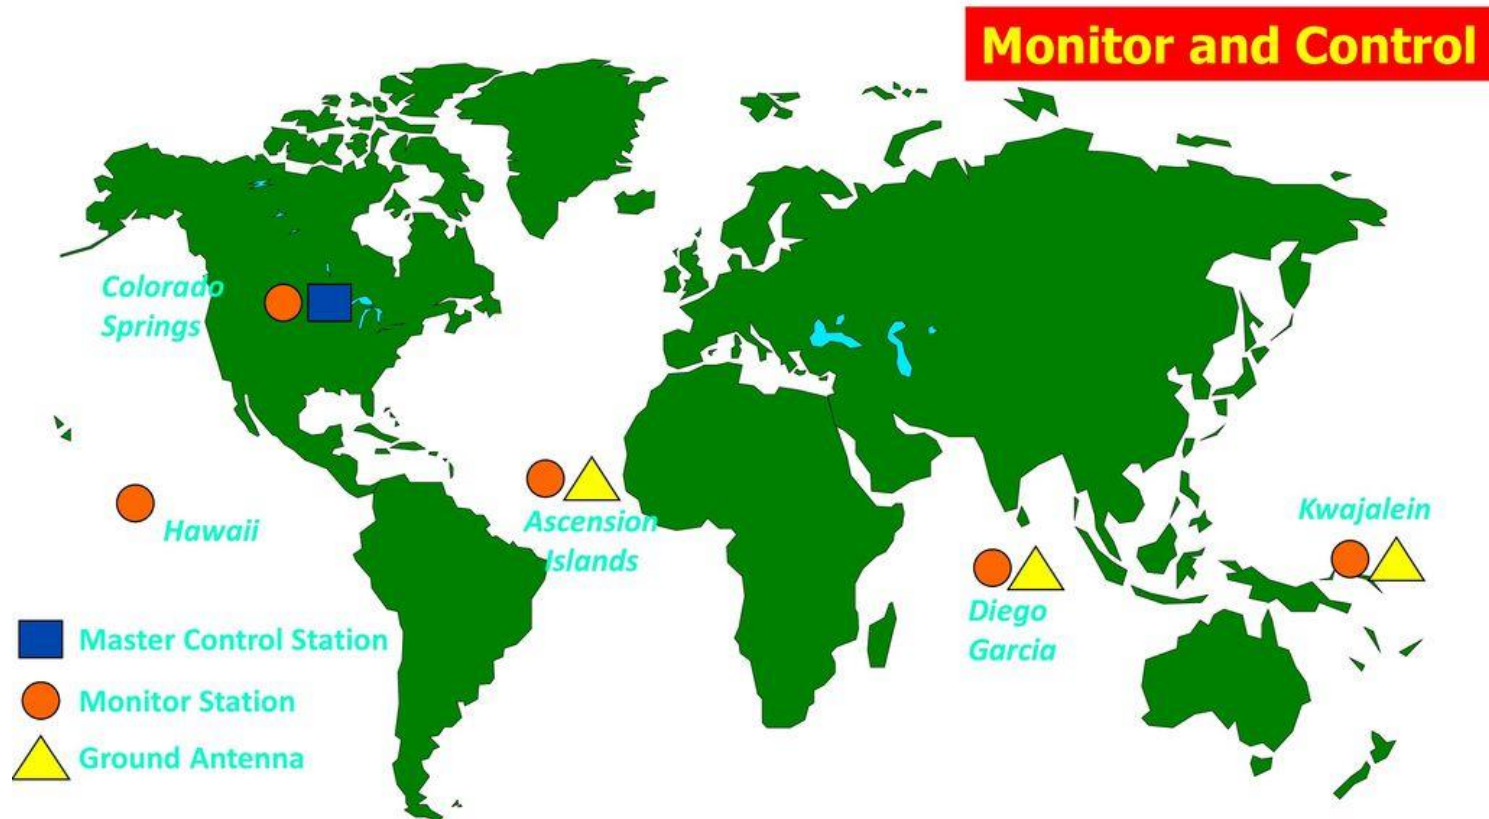 Monitor and Control
Colorado
Springs
Hawaii
Ascension
Islands
Kwajalein
Diego
Garcia
Master Control Station
Monitor Station
Ground Antenna